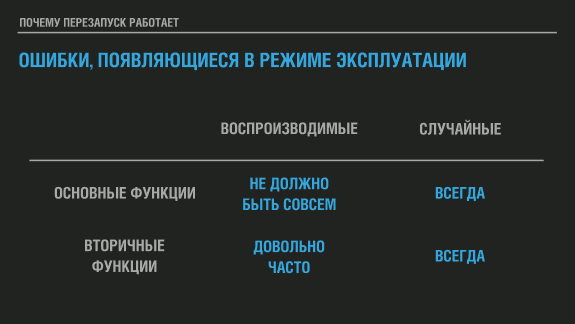 ПОЧЕМУ ПЕРЕЗАПУСК РАБОТАЕТ
ОШИБКИ, ПОЯВЛЯЮЩИЕСЯ В РЕЖИМЕ ЭКСПЛУАТАЦИИ
ВОСПРОИЗВОДИМЫЕ СЛУЧАЙНЫЕ
ОСНОВНЫЕ ФУНКЦИИ НЕ ДОЛЖНО
БЫТЬ СОВСЕМ ВСЕГДА
ВТОРИЧНЫЕ
ФУНКЦИИ ДОВОЛЬНО
ЧАСТО ВСЕГДА